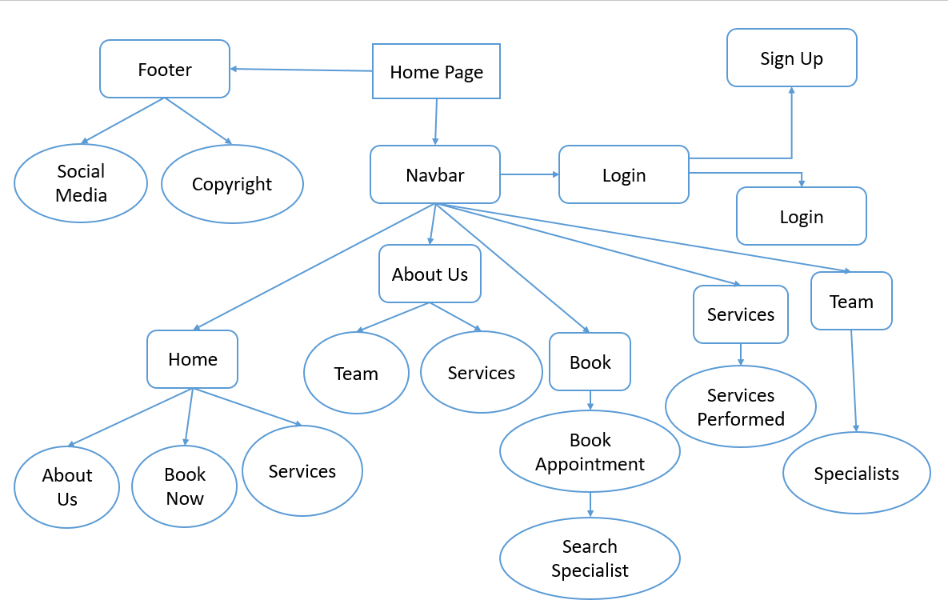 Footer
Home Page
Sign Up
Social
Media
Copyright
Navbar
Login
Login
About Us
Services
Team
Home
Team
Services
Book
Services
Performed
About
Us
Book
Now
Services
Book
Appointment
Specialists
Search
Specialist